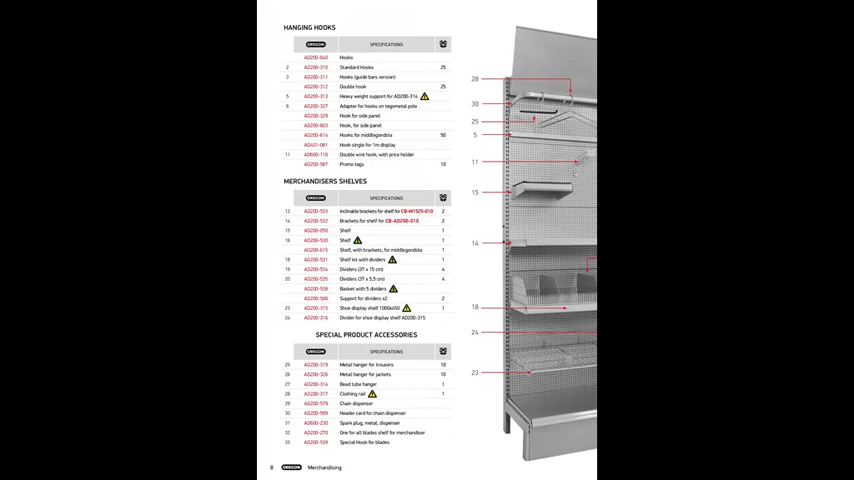 HANGING HOOKS
OREGON SPECIFICATIONS
AD200-040 Hooks
2 AD200-310 Standard Hooks 25
3 AD200-311 Hooks (guide bars version)
AD200-312 Double hook 25
5 AD200-313 Heavy weight support for AD200-314
8 AD200-327 Adapter for hooks on tegometal pole
AD200-329 Hook for side panel
AD200-603 Hook, for side panel
AD200-614 Hooks for middlegondola 50
AD401-081 Hook single for 1m display
11 AD600-110 Double wire hook, with price holder
AD200-587 Promo tags 10
MERCHANDISERS SHELVES
OREGON SPECIFICATIONS
13 AD200-533 Inclinable brackets for shelf for CB-M1525-010 2
14 AD200-532 Brackets for shelf for CB-AD200-010 2
15 AD200-050 Shelf 1
16 AD200-530 Shelf 1
AD200-615 Shelf, with brackets, for middlegondola 1
18 AD200-531 Shelf kit with dividers 1
19 AD200-534 Dividers (37 x 15 cm) 4
20 AD200-535 Dividers (37 x 5,5 cm) 4
AD200-538 Basket with 5 dividers
AD200-588 Support for dividers x2 2
23 AD200-315 Shoe display shelf 1000x450 1
24 AD200-316 Divider for shoe display shelf AD200-315
SPECIAL PRODUCT ACCESSORIES
OREGON SPECIFICATIONS
25 AD200-319 Metal hanger for trousers 10
26 AD200-326 Metal hanger for jackets 10
27 AD200-314 Bead tube hanger 1
28 AD200-317 Clothing rail 1
29 AD200-579 Chain dispenser
30 AD200-599 Header card for chain dispenser
31 AD600-230 Spark plug, metal, dispenser
32 AD200-270 One for all blades shelf for merchandiser
33 AD200-539 Special Hook for blades
28
30
25
5
11
15
14
18
24
23
8 OREGON Merchandising